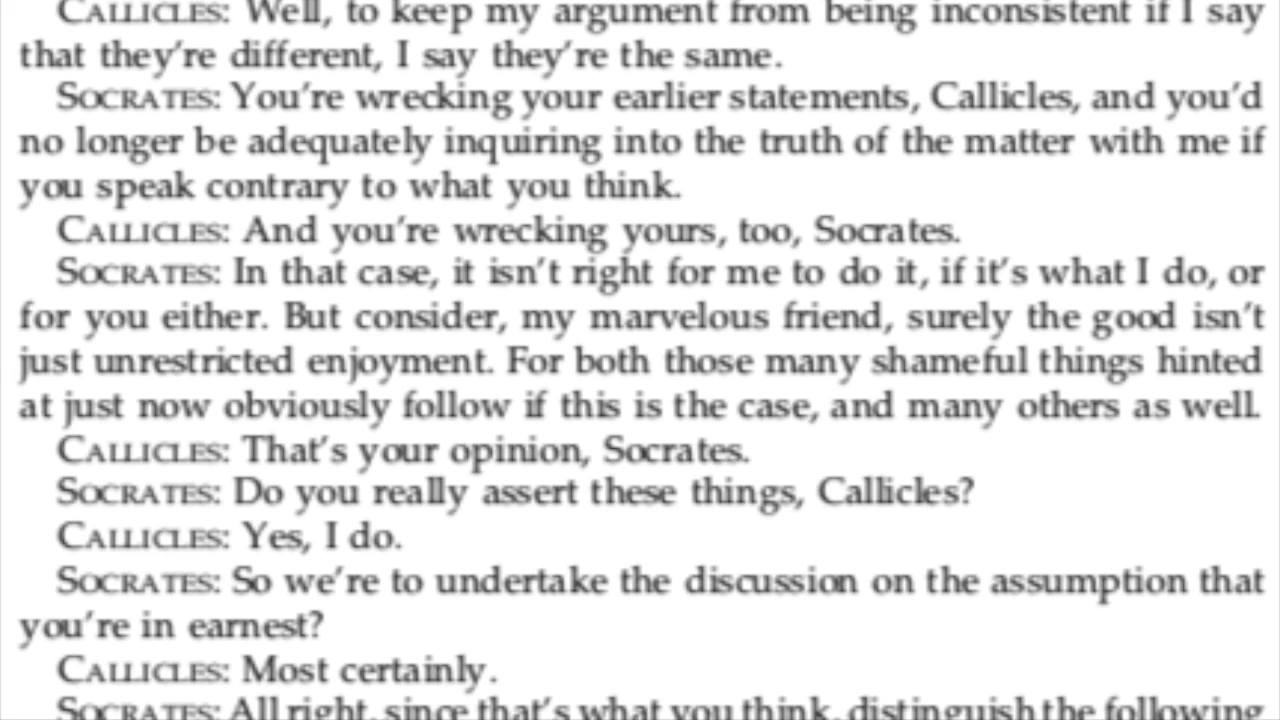 CALLICLES: Well, to keep my argument from being inconsistent if I say
that they're different, I say they're the same.
SOCRATES: You're wrecking your earlier statements, Callicles, and you'd
no longer be adequately inquiring into the truth of the matter with me if
you speak contrary to what you think.
CALLICLES: And you're wrecking yours, too, Socrates.
SOCRATES: In that case, it isn't right for me to do it, if it's what I do, or
for you either. But consider, my marvelous friend, surely the good isn't
just unrestricted enjoyment. For both those many shameful things hinted
at just now obviously follow if this is the case, and many others as well.
CALLICLES: That's your opinion, Socrates.
SOCRATES: Do you really assert these things, Callicles?
CALLICLES: Yes, I do.
SOCRATES: So we're to undertake the discussion on the assumption that
you're in earnest?
CALLICLES: Most certainly.
SOCRATES: All right, since that's what you think, distinguish the following